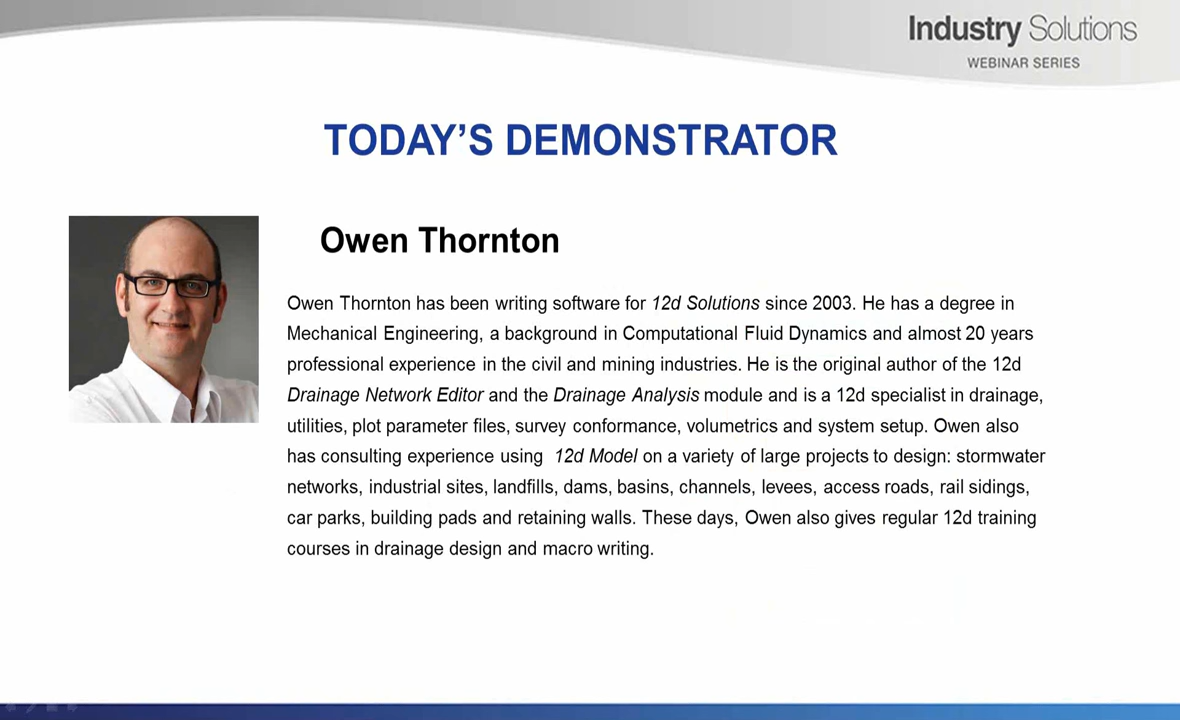 Industry Solutions
WEBINAR SERIES
TODAY'S DEMONSTRATOR
Owen Thornton
Owen Thornton has been writing software for 12d Solutions since 2003. He has a degree in
Mechanical Engineering, a background in Computational Fluid Dynamics and almost 20 years
professional experience in the civil and mining industries. He is the original author of the 12d
Drainage Network Editor and the Drainage Analysis module and is a 12d specialist in drainage,
utilities, plot parameter files, survey conformance, volumetrics and system setup. Owen also
has consulting experience using 12d Model on a variety of large projects to design: stormwater
networks, industrial sites, landfills, dams, basins, channels, levees, access roads, rail sidings,
car parks, building pads and retaining walls. These days, Owen also gives regular 12d training
courses in drainage design and macro writing.